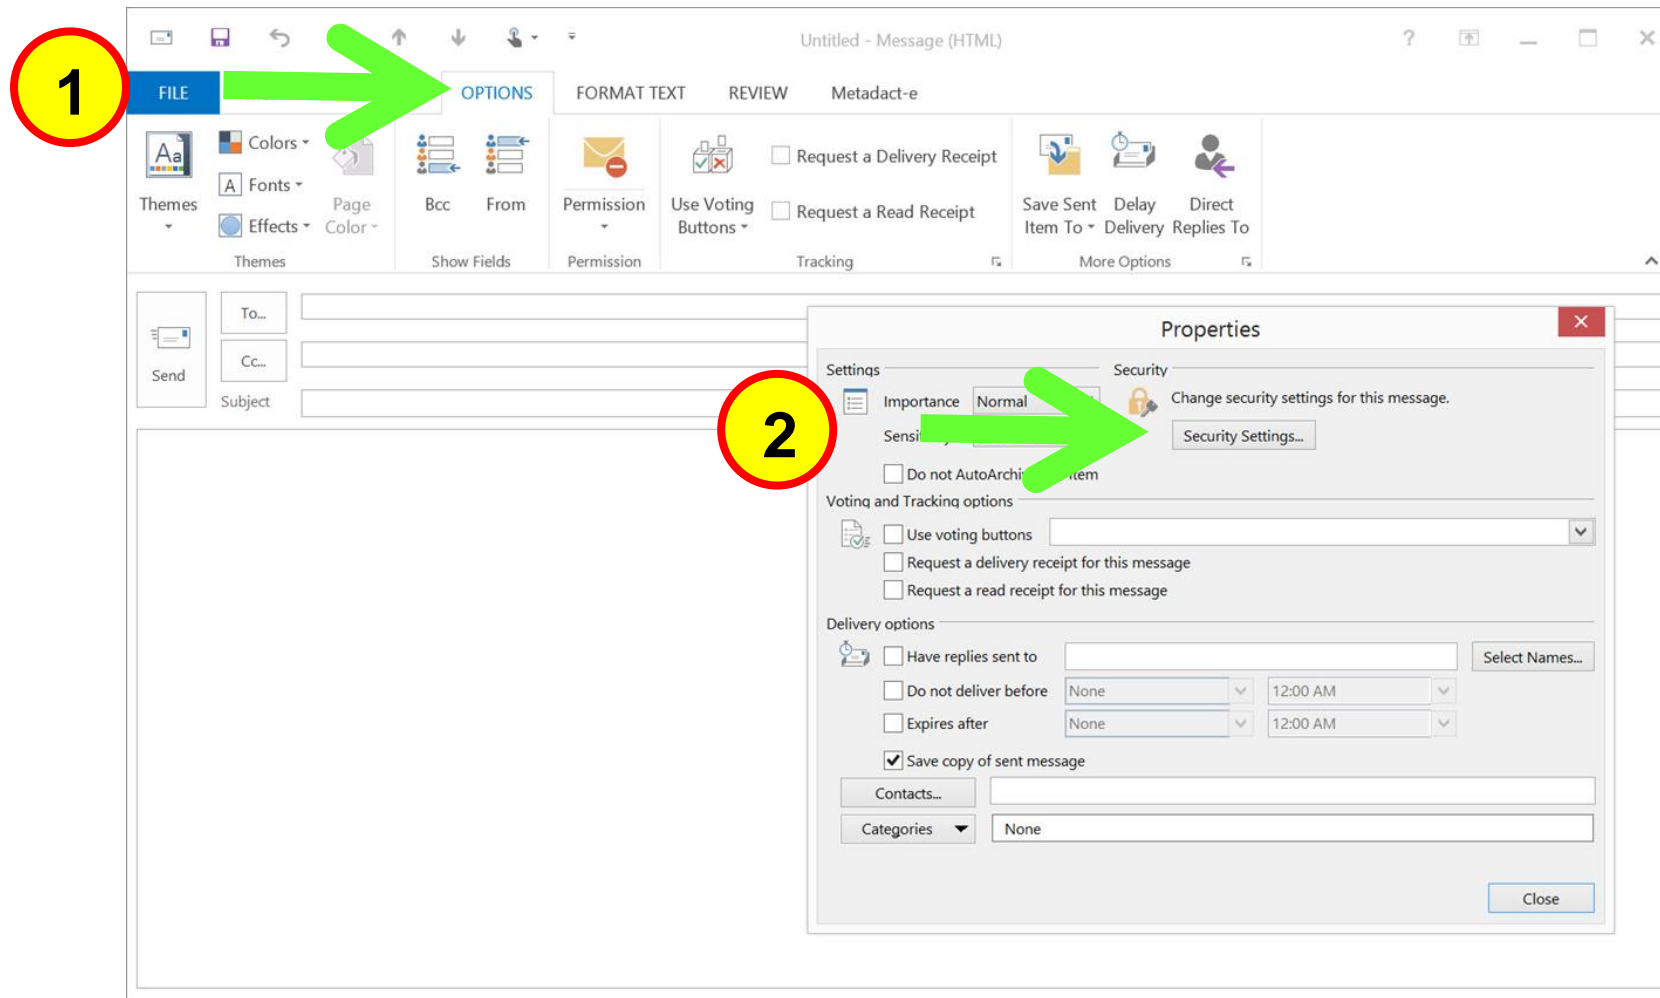 Untitled - Message (HTML)
?
1
FILE
OPTIONS
FORMAT TEXT
REVIEW
Metadact-e
Aa
Themes
Colors
A Fonts
Effects
Page
Color
Themes
Bcc
From
Show Fields
Permission
Permission
Use Voting
Buttons
Request a Delivery Receipt
Request a Read Receipt
Tracking
Save Sent
Item To
Delay
Delivery
Direct
Replies To
More Options
Send
To...
Cc...
Subject
Properties
2
Settings
Importance Normal
Do not AutoArchi
Security
Change security settings for this message.
Security Settings...
Voting and Tracking options
Use voting buttons
Request a delivery receipt for this message
Request a read receipt for this message
Delivery options
Have replies sent to
Select Names...
Do not deliver before None 12:00 AM
Expires after None 12:00 AM
Save copy of sent message
Contacts...
Categories None
Close